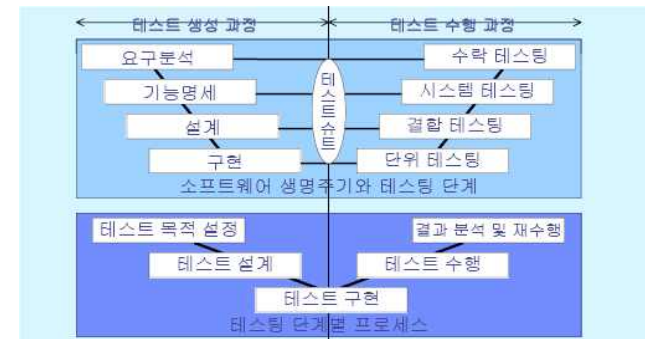 테스트 생성 과정 테스트 수행 과정
요구분석 수락 테스팅
기능명세 시스템 테스팅
설계 결합 테스팅
구현 단위 테스팅
테스트슈트
소프트웨어 생명주기와 테스팅 단계
테스트 목적 설정 결과 분석 및 재수행
테스트 설계 테스트 수행
테스트 구현
테스팅 단계별 프로세스